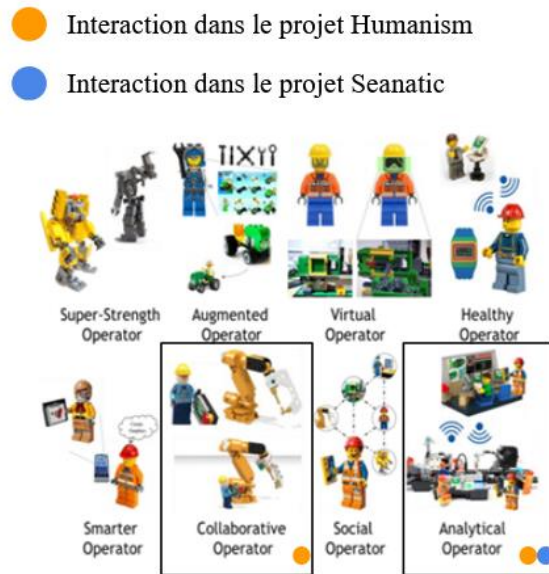 Interaction dans le projet Humanism
Interaction dans le projet Seanatic
Super-Strength Operator
Augmented Operator
Virtual Operator
Healthy Operator
Smarter Operator
Collaborative Operator
Social Operator
Analytical Operator